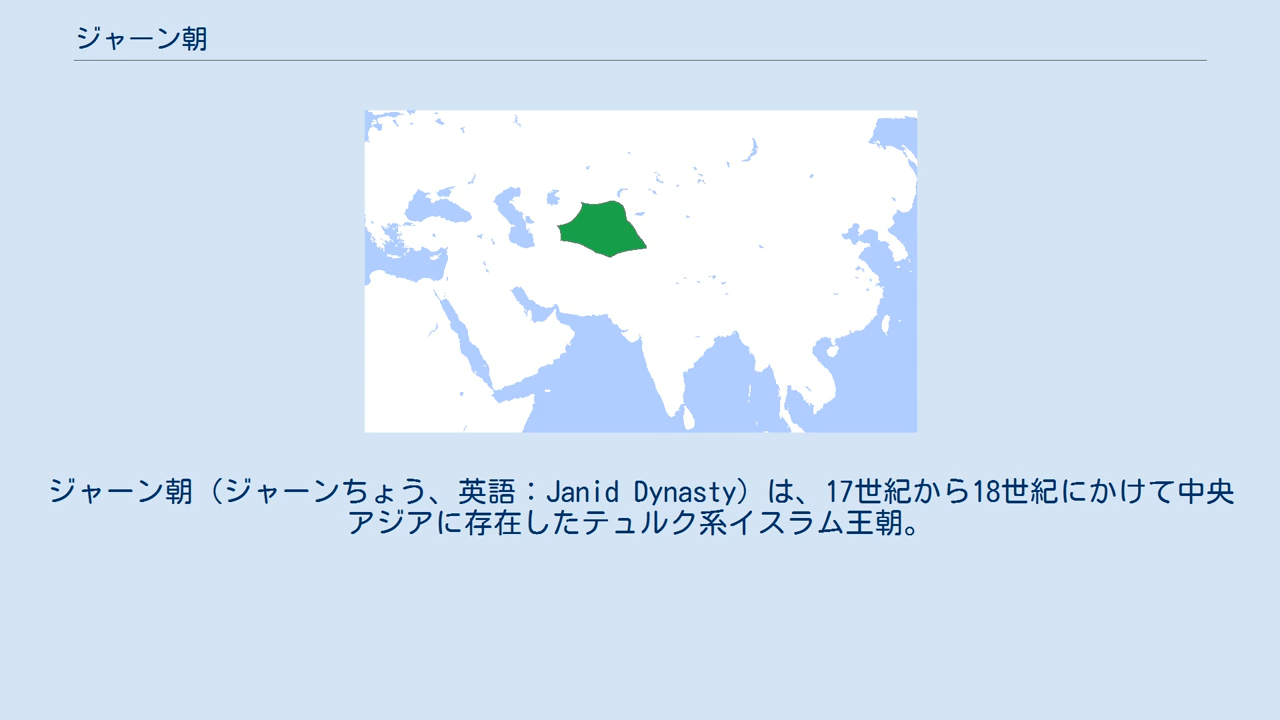 ジャーン朝
ジャーン朝（ジャーンちょう、英語：Janid Dynasty）は、17世紀から18世紀にかけて中央
アジアに存在したテュルク系イスラム王朝。